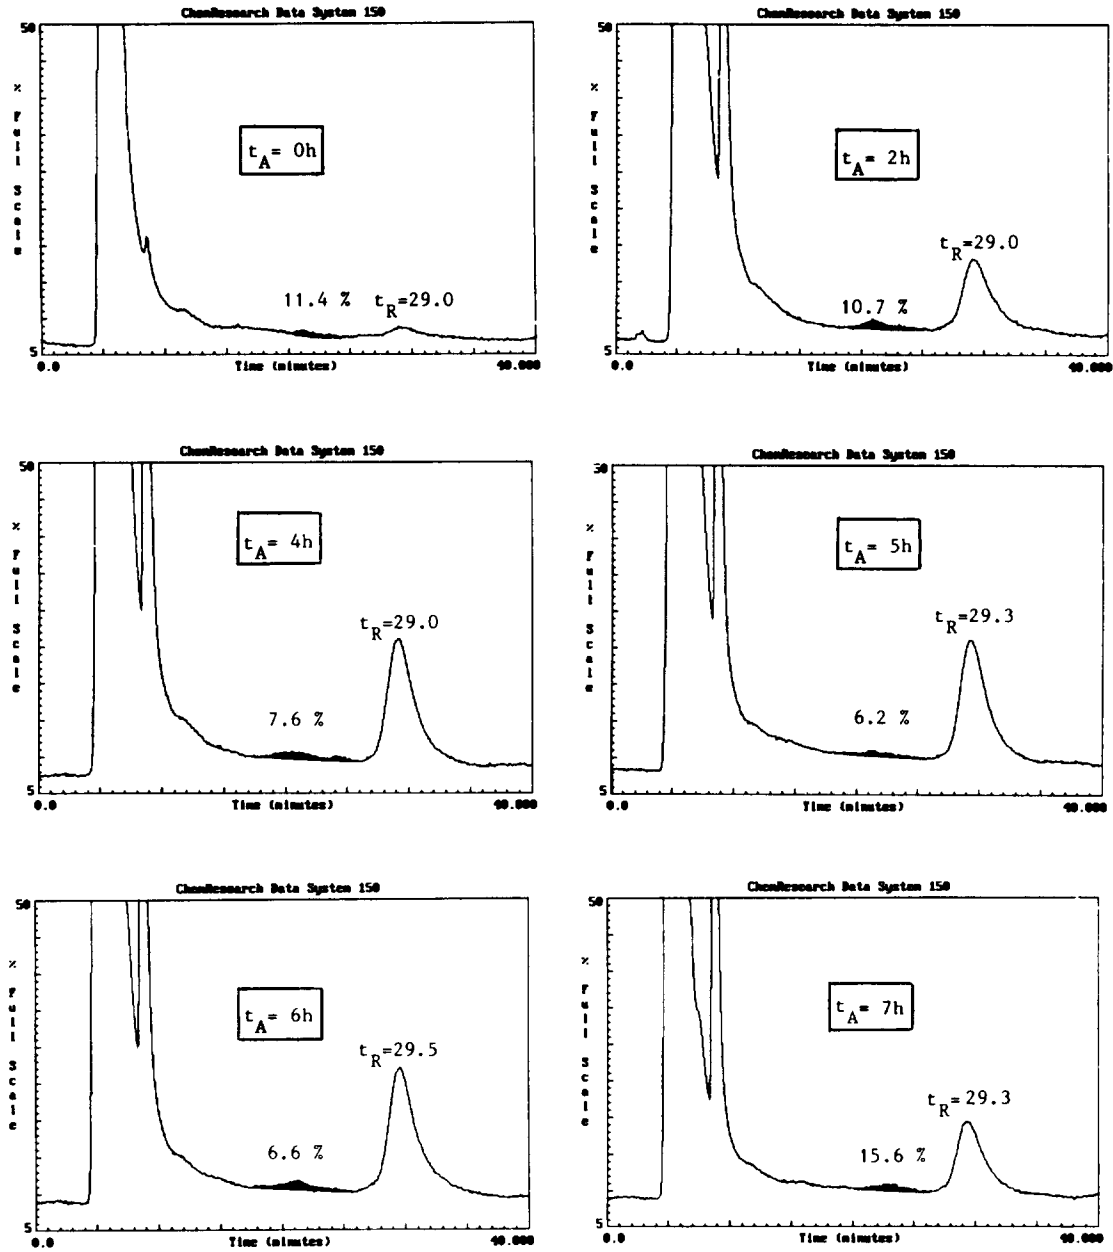 ChemResearch Data System 150
50
% Full Scale
t_A= 0h
11.4 % t_R=29.0
5
0.0 Time (minutes) 40.000
ChemResearch Data System 150
50
% Full Scale
t_A= 2h
t_R=29.0
10.7 %
5
0.0 Time (minutes) 40.000
ChemResearch Data System 150
50
% Full Scale
t_A= 4h
t_R=29.0
7.6 %
5
0.0 Time (minutes) 40.000
ChemResearch Data System 150
50
% Full Scale
t_A= 5h
t_R=29.3
6.2 %
5
0.0 Time (minutes) 40.000
ChemResearch Data System 150
50
% Full Scale
t_A= 6h
t_R=29.5
6.6 %
5
0.0 Time (minutes) 40.000
ChemResearch Data System 150
50
% Full Scale
t_A= 7h
t_R=29.3
15.6 %
5
0.0 Time (minutes) 40.000